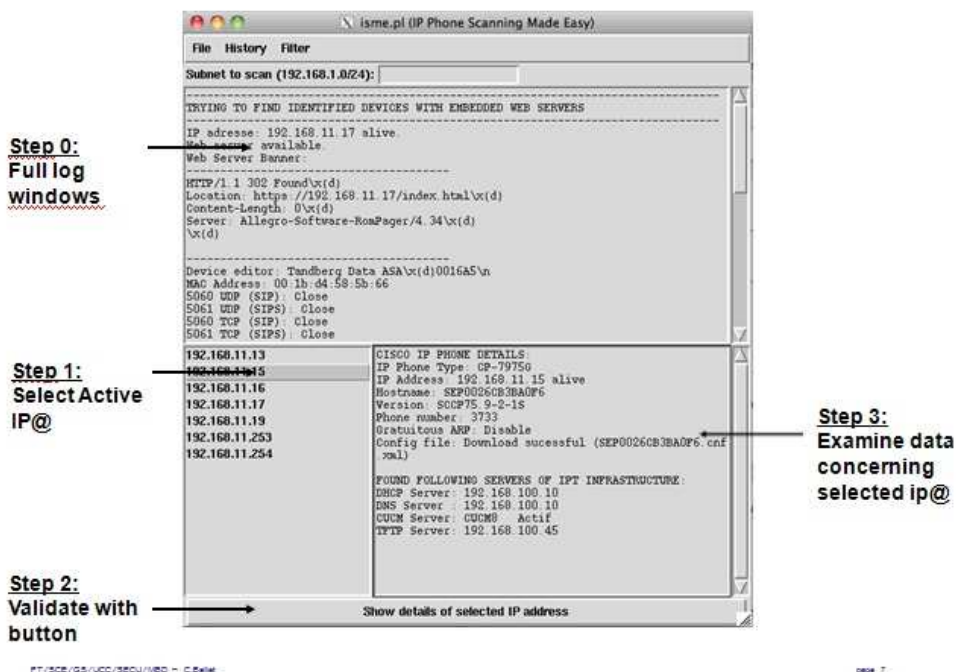 isme.pl (IP Phone Scanning Made Easy)
File History Filter
Subnet to scan (192.168.1.0/24):
TRYING TO FIND IDENTIFIED DEVICES WITH EMBEDDED WEB SERVERS
IP adresse: 192.168.11.17 alive.
Web server available.
Web Server Banner:
HTTP/1.1 302 Found\x(d)
Location: https://192.168.11.17/index.html\x(d)
Content-Length: 0\x(d)
Server: Allegro-Software-RomPager/4.34\x(d)
\x(d)
Device editor: Tandberg Data ASA\x(d)0016A5\n
MAC Address: 00:1b:d4:58:5b:66
5060 UDP (SIP): Close
5061 UDP (SIPS): Close
5060 TCP (SIP): Close
5061 TCP (SIPS): Close
Step 0:
Full log
windows
192.168.11.13
192.168.11.15
192.168.11.16
192.168.11.17
192.168.11.19
192.168.11.253
192.168.11.254
Step 1:
Select Active
IP@
CISCO IP PHONE DETAILS:
IP Phone Type: CP-7975G
IP Address: 192.168.11.15 alive
Hostname: SEP0026CB3BA0F6
Version: SCCP75.9-2-1S
Phone number: 3733
Gratuitous ARP: Disable
Config file: Download sucessful (SEP0026CB3BA0F6.cnf
.xml)
FOUND FOLLOWING SERVERS OF IPT INFRASTRUCTURE:
DHCP Server: 192.168.100.10
DNS Server : 192.168.100.10
CUCM Server: CUCM8 Actif
TFTP Server: 192.168.100.45
Step 3:
Examine data
concerning
selected ip@
Step 2:
Validate with
button
Show details of selected IP address
page 7